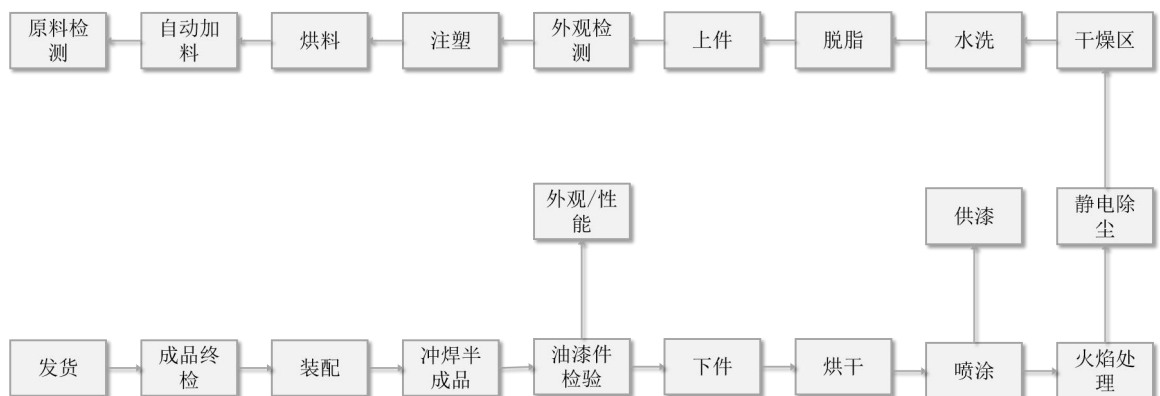 原料检
测
自动加
料
烘料
注塑
外观检
测
上件
脱脂
水洗
干燥区
外观/性
能
供漆
静电除
尘
发货
成品终
检
装配
冲焊半
成品
油漆件
检验
下件
烘干
喷涂
火焰处
理